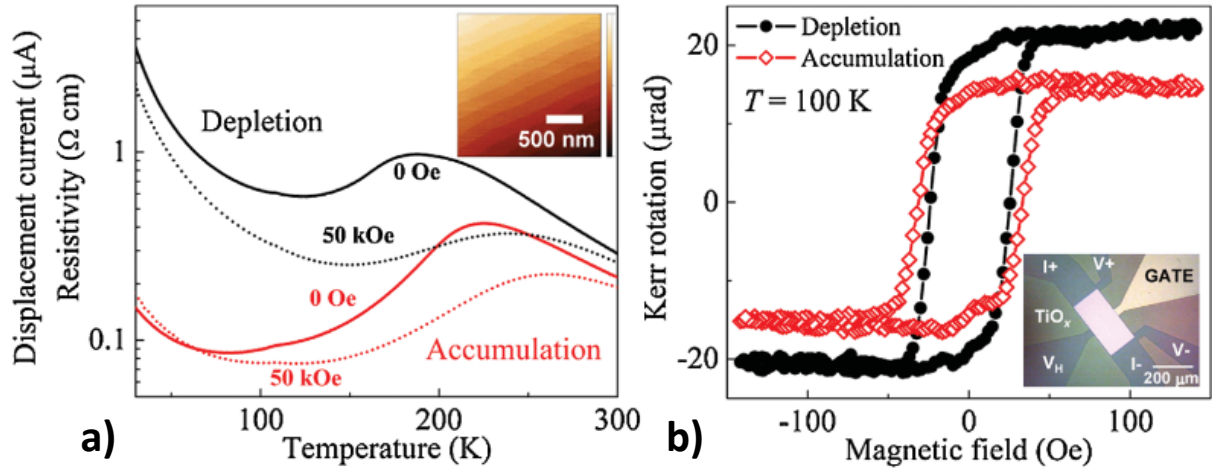 Displacement current (μA)
Resistivity (Ω cm)
1
0.1
Depletion
0 Oe
50 kOe
0 Oe
Accumulation
50 kOe
500 nm
100
200
300
Temperature (K)
a)
Kerr rotation (μrad)
20
0
-20
Depletion
Accumulation
T = 100 K
I+
V+
GATE
TiOₓ
V-
V_H
I-
200 μm
-100
0
100
Magnetic field (Oe)
b)